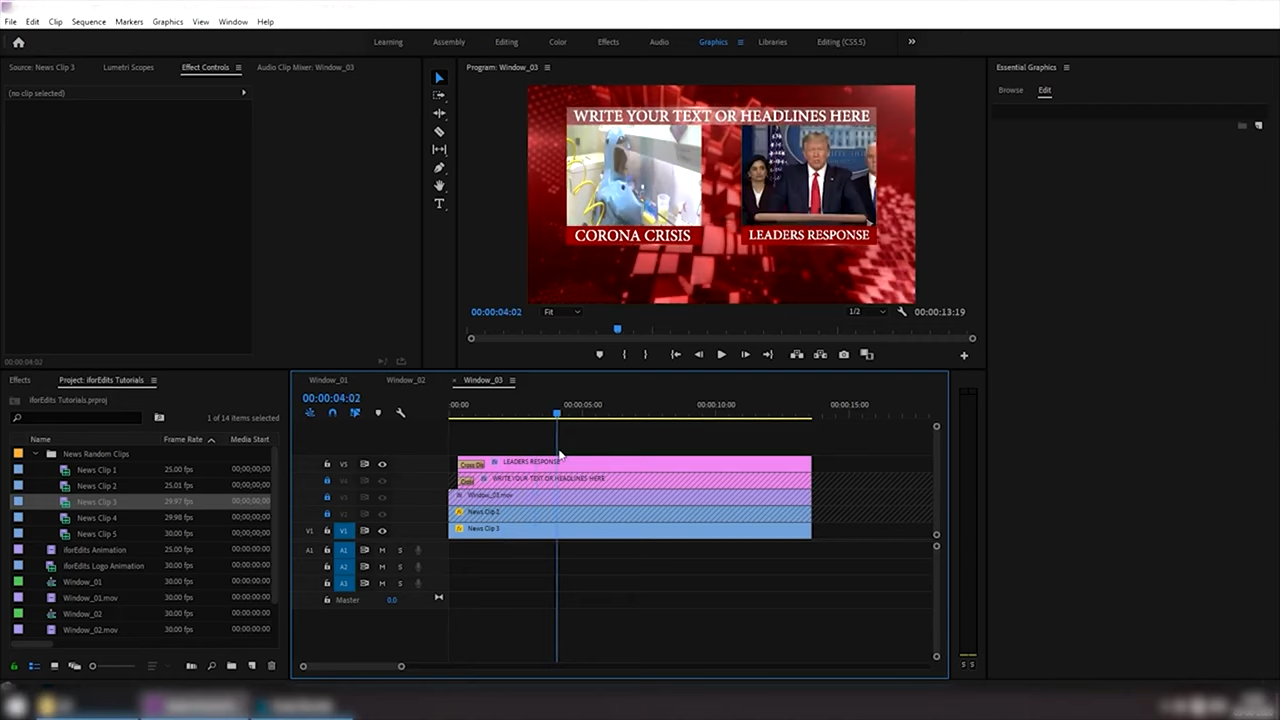 File Edit Clip Sequence Markers Graphics View Window Help
Learning Assembly Editing Color Effects Audio Graphics Libraries Editing (CS5.5)
Source: News Clip 3 Lumetri Scopes Effect Controls Audio Clip Mixer: Window_03
(no clip selected)
00:00:04:02
Program: Window_03
WRITE YOUR TEXT OR HEADLINES HERE
CORONA CRISIS
LEADERS RESPONSE
00:00:04:02 Fit 1/2 00:00:13:19
Essential Graphics
Browse Edit
Effects Project: iforEdits Tutorials
iforEdits Tutorials.prproj
1 of 14 items selected
Name Frame Rate Media Start
News Random Clips
News Clip 1 25.00 fps 00;00;00;00
News Clip 2 25.01 fps 00;00;00;00
News Clip 3 29.97 fps 00;00;00;00
News Clip 4 29.98 fps 00;00;00;00
News Clip 5 30.00 fps 00:00:00:00
iforEdits Animation 25.00 fps 00:00:00:00
iforEdits Logo Animation 30.00 fps 00:00:00:00
Window_01 30.00 fps 00:00:00:00
Window_01.mov 30.00 fps 00:00:00:00
Window_02 30.00 fps 00:00:00:00
Window_02.mov 30.00 fps 00:00:00:00
Window_01 Window_02 Window_03
00:00:04:02
:00:00 00:00:05:00 00:00:10:00 00:00:15:00
V5 Cross Dis LEADERS RESPONSE
V4 Cross WRITE YOUR TEXT OR HEADLINES HERE
V3 Window_03.mov
V2 News Clip 2
V1 V1 News Clip 3
A1 A1 M S
A2 M S
A3 M S
Master 0.0
S S